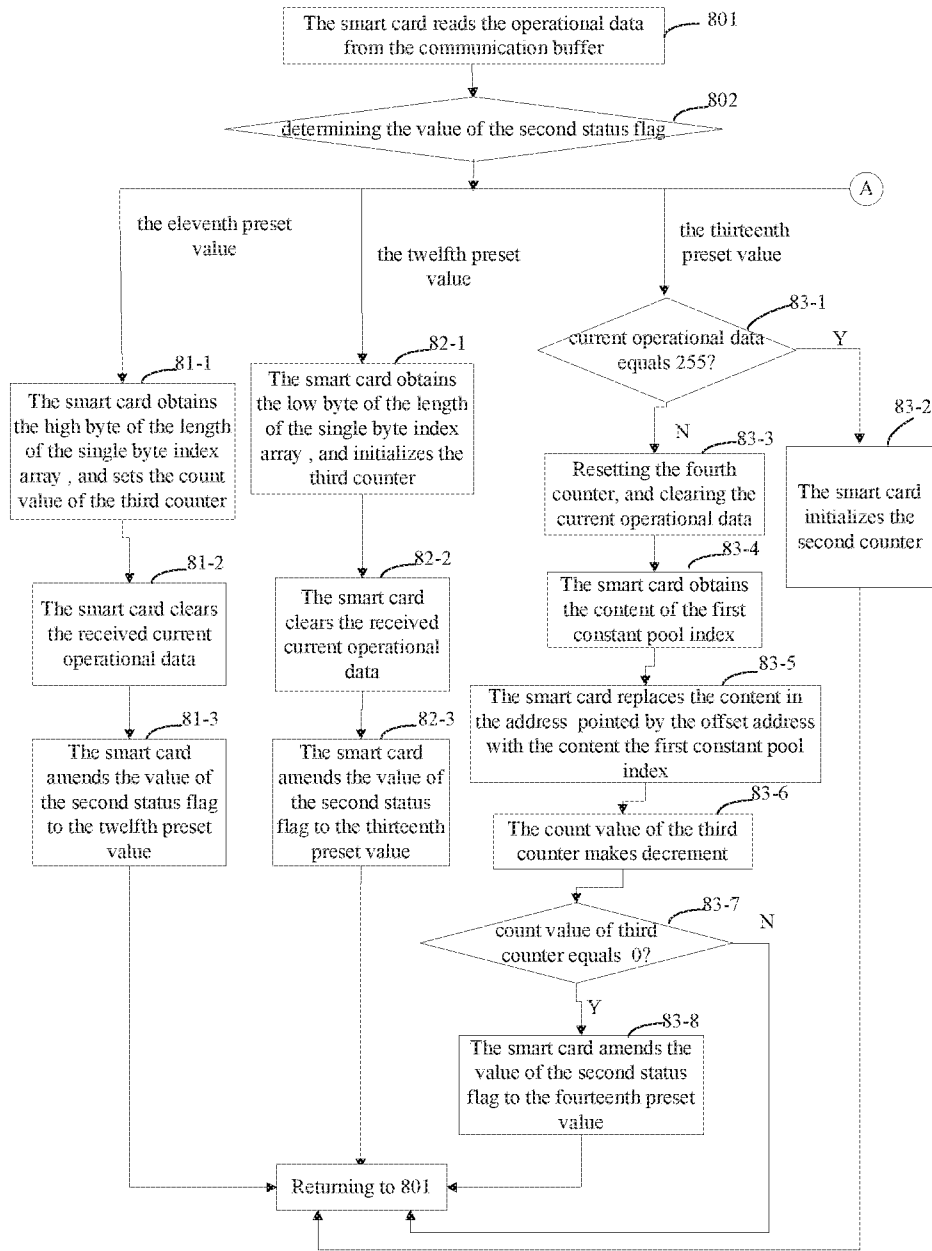 The smart card reads the operational data
from the communication buffer
801
802
determining the value of the second status flag
A
the eleventh preset
value
the twelfth preset
value
the thirteenth
preset value
83-1
current operational data
equals 255?
Y
N
81-1
The smart card obtains
the high byte of the length
of the single byte index
array , and sets the count
value of the third counter
82-1
The smart card obtains
the low byte of the length
of the single byte index
array , and initializes the
third counter
83-2
The smart card
initializes the
second counter
83-3
Resetting the fourth
counter, and clearing the
current operational data
83-4
The smart card obtains
the content of the first
constant pool index
81-2
The smart card clears
the received current
operational data
82-2
The smart card
clears the received
current operational
data
83-5
The smart card replaces the content in
the address pointed by the offset address
with the content the first constant pool
index
81-3
The smart card
amends the value of
the second status flag
to the twelfth preset
value
82-3
The smart card
amends the value of
the second status
flag to the thirteenth
preset value
83-6
The count value of the third
counter makes decrement
83-7
count value of third
counter equals 0?
N
Y
83-8
The smart card amends the
value of the second status
flag to the fourteenth preset
value
Returning to 801